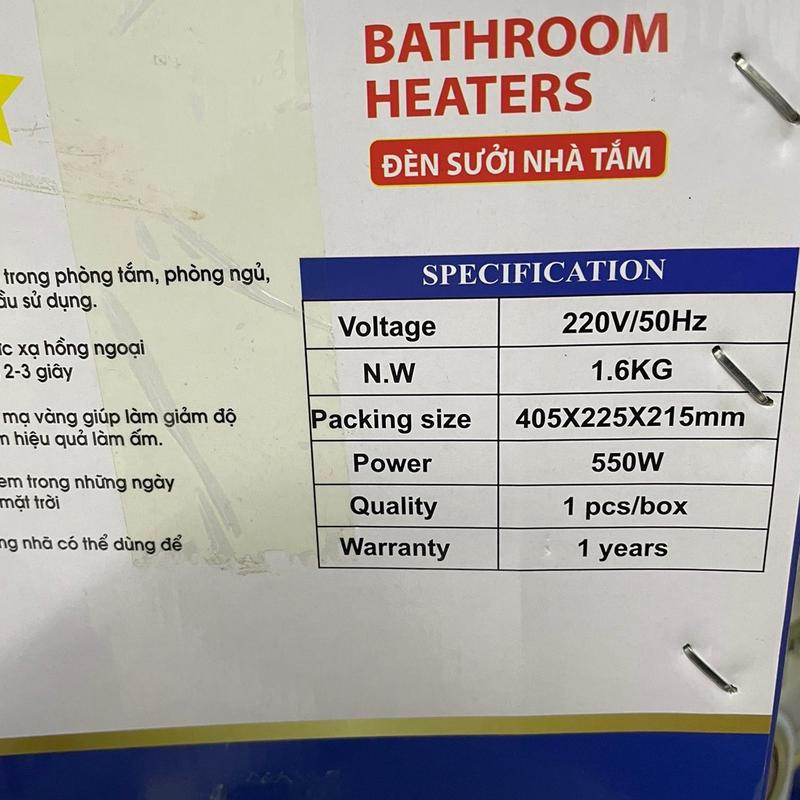 BATHROOM
HEATERS
ĐÈN SƯỞI NHÀ TẮM
trong phòng tắm, phòng ngủ,
sử dụng.
xạ hồng ngoại
2-3 giây
mạ vàng giúp làm giảm độ
hiệu quả làm ấm.
em trong những ngày
mặt trời
nhã có thể dùng để
SPECIFICATION
Voltage 220V/50Hz
N.W 1.6KG
Packing size 405X225X215mm
Power 550W
Quality 1 pcs/box
Warranty 1 years